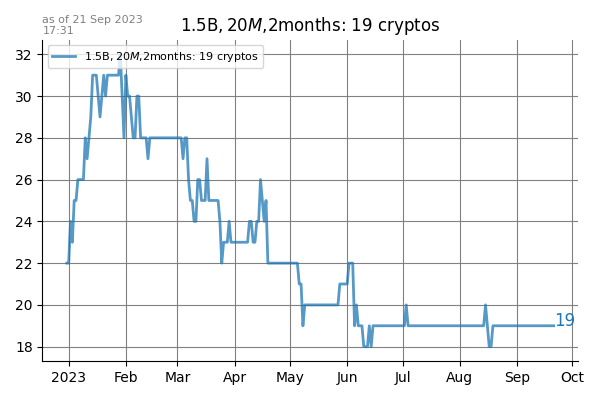 as of 21 Sep 2023
17:31
1.5B, 20M,2months: 19 cryptos
1.5B, 20M,2months: 19 cryptos
32
30
28
26
24
22
20
18
19
2023 Feb Mar Apr May Jun Jul Aug Sep Oct